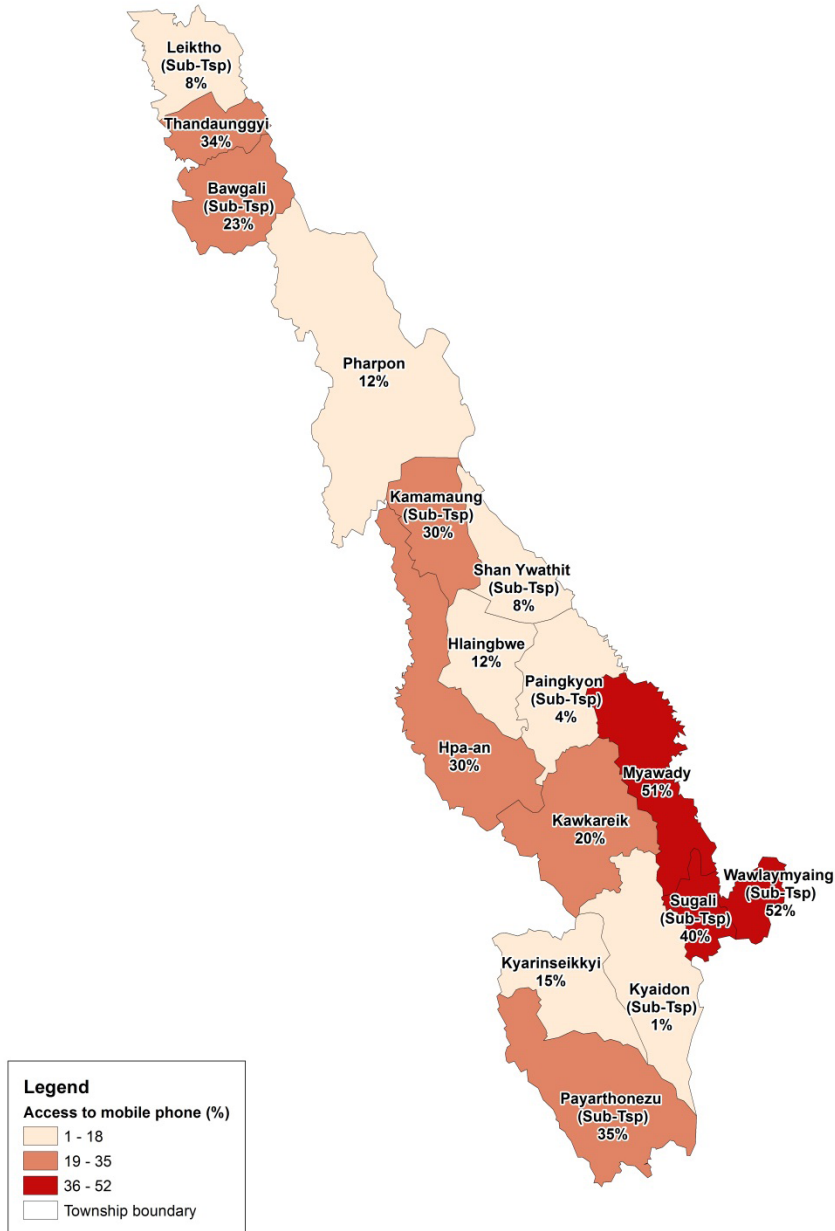 Leiktho
(Sub-Tsp)
8%
Thandaunggyi
34%
Bawgali
(Sub-Tsp)
23%
Pharpon
12%
Kamamaung
(Sub-Tsp)
30%
Shan Ywathit
(Sub-Tsp)
8%
Hlaingbwe
12%
Paingkyon
(Sub-Tsp)
4%
Hpa-an
30%
Myawady
51%
Kawkareik
20%
Wawlaymyaing
(Sub-Tsp)
52%
Sugali
(Sub-Tsp)
40%
Kyarinseikkyi
15%
Kyaidon
(Sub-Tsp)
1%
Payarthonezu
(Sub-Tsp)
35%
Legend
Access to mobile phone (%)
1 - 18
19 - 35
36 - 52
Township boundary